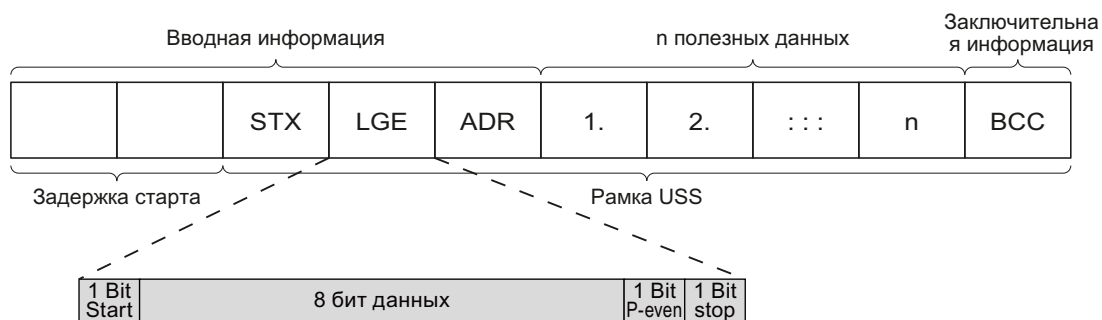 Вводная информация
n полезных данных
Заключительна
я информация
STX LGE ADR 1. 2. : : : n BCC
Задержка старта
Рамка USS
1 Bit
Start
8 бит данных
1 Bit
P-even
1 Bit
stop